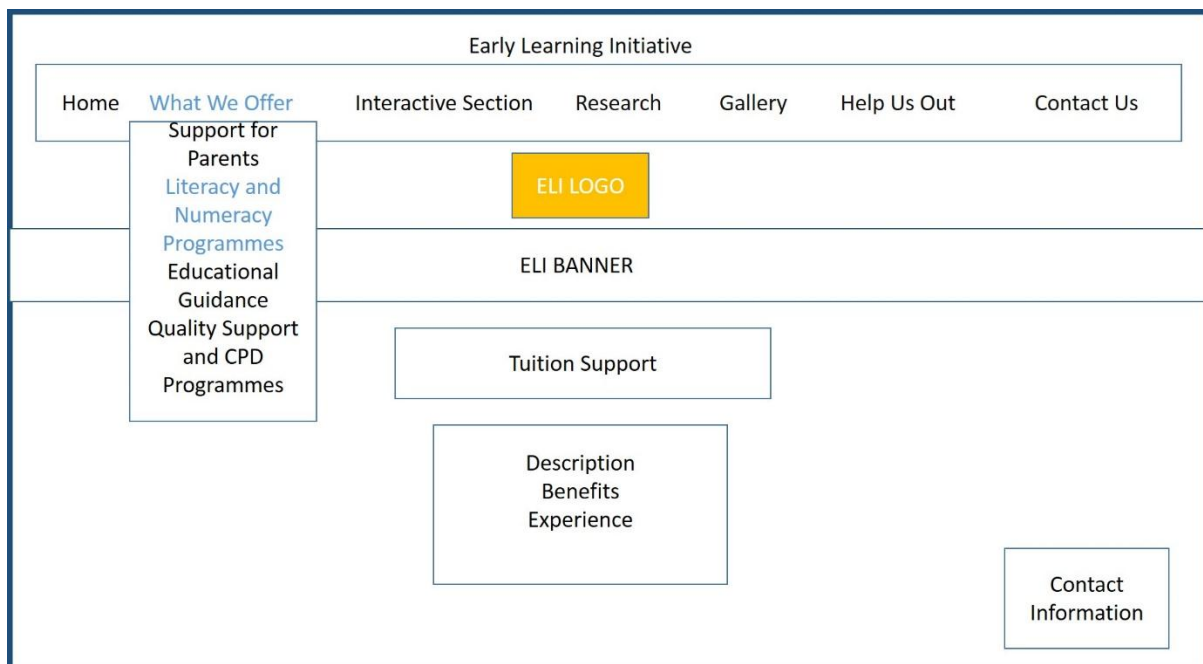 Early Learning Initiative
Home What We Offer Interactive Section Research Gallery Help Us Out Contact Us
Support for
Parents
Literacy and
Numeracy
Programmes
Educational
Guidance
Quality Support
and CPD
Programmes
ELI LOGO
ELI BANNER
Tuition Support
Description
Benefits
Experience
Contact
Information